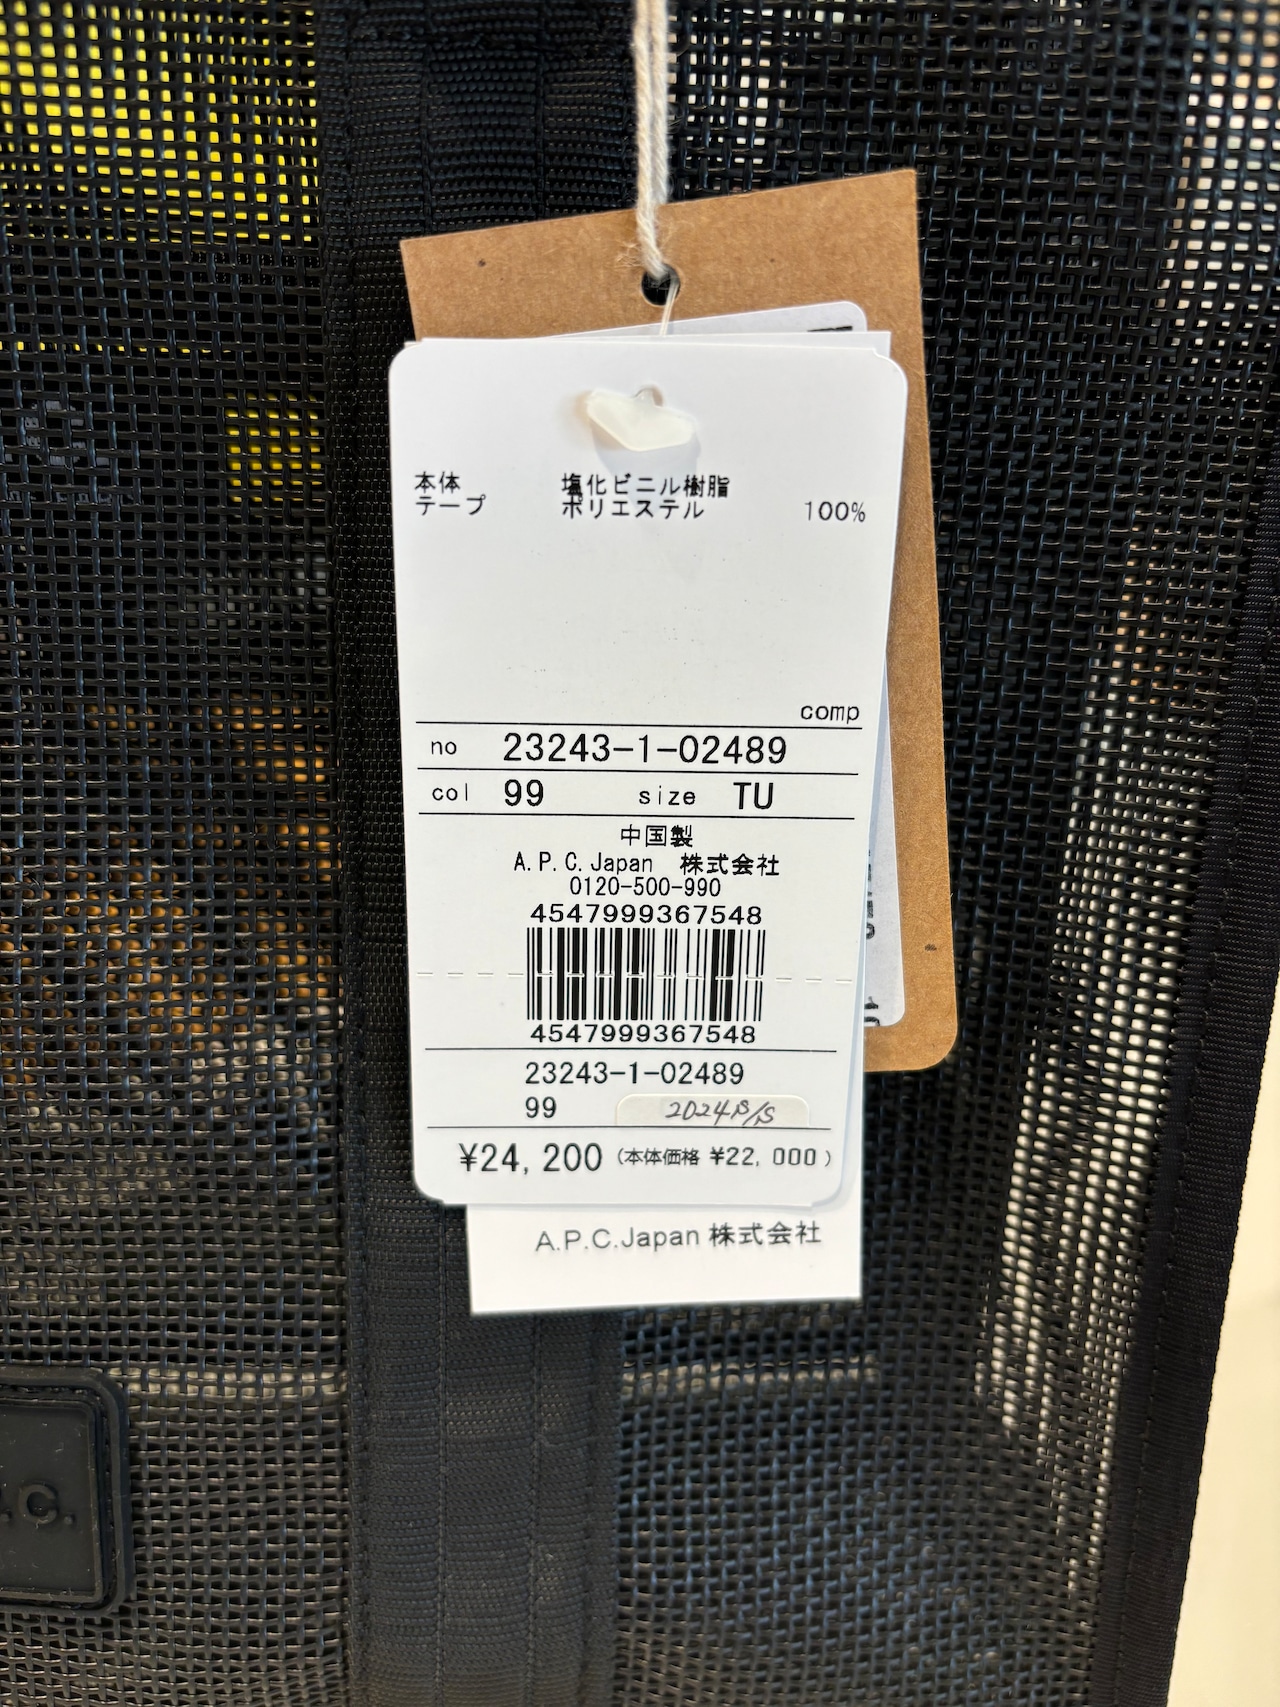 本体 塩化ビニル樹脂
テープ ポリエステル 100%
comp
no 23243-1-02489
col 99 size TU
中国製
A.P.C.Japan 株式会社
0120-500-990
4547999367548
4547999367548
23243-1-02489
99 2024S/S
¥24,200 (本体価格 ¥22,000)
A.P.C.Japan 株式会社
.C.